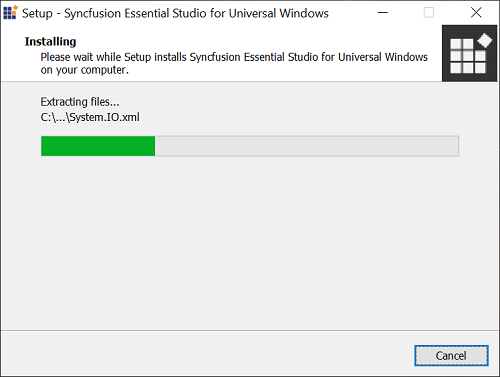 Setup - Syncfusion Essential Studio for Universal Windows
Installing
Please wait while Setup installs Syncfusion Essential Studio for Universal Windows
on your computer.
Extracting files...
C:\...\System.IO.xml
Cancel